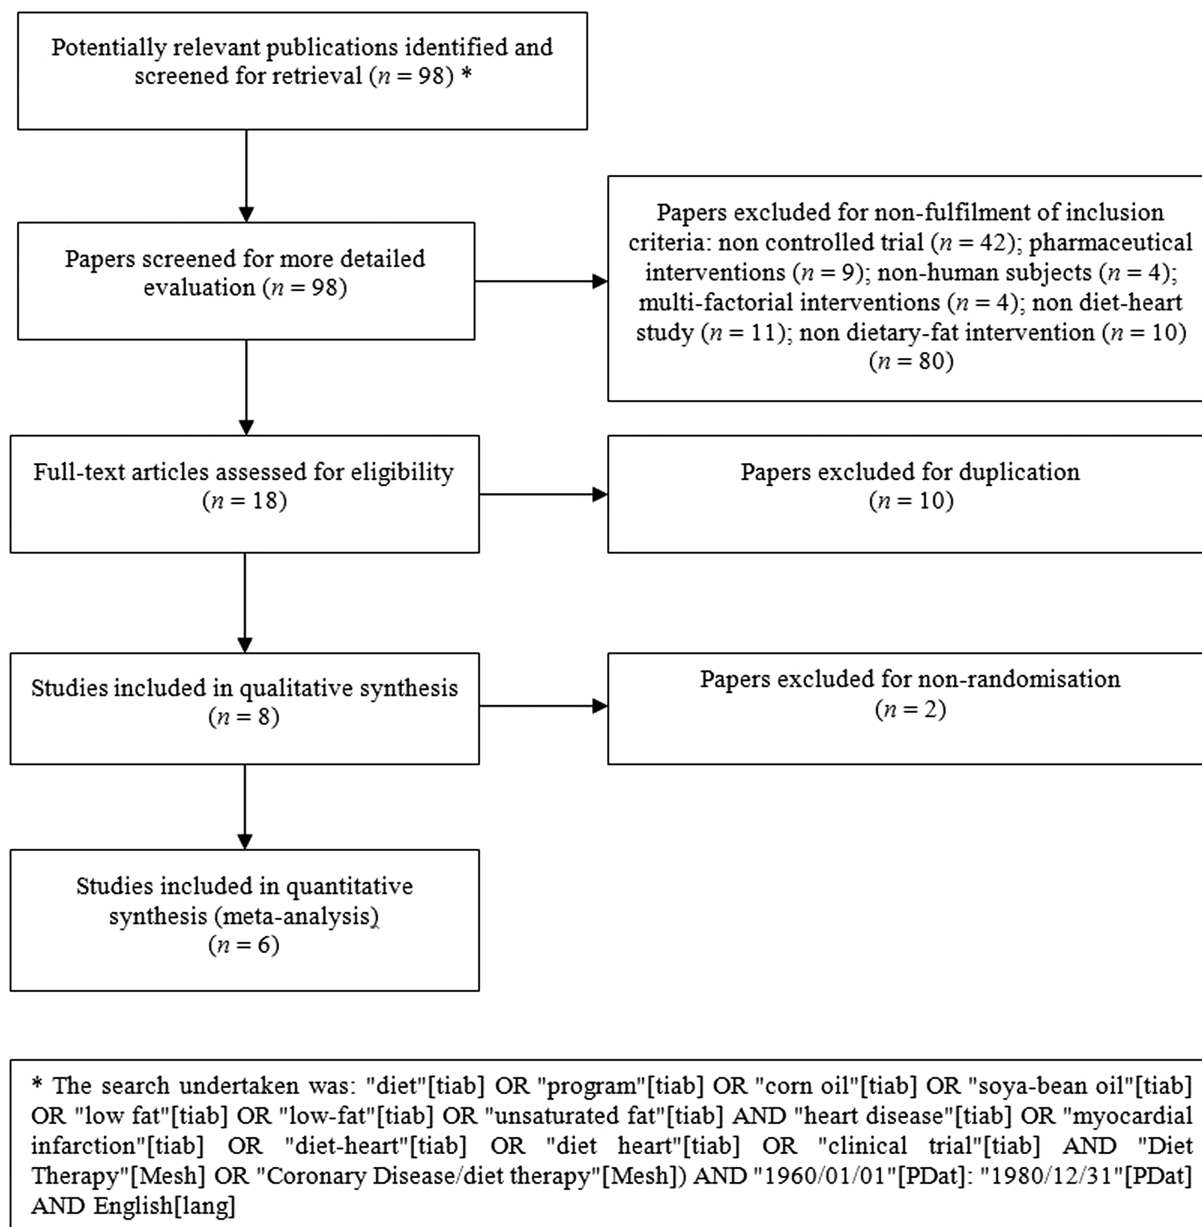 Potentially relevant publications identified and
screened for retrieval (n = 98) *
Papers screened for more detailed
evaluation (n = 98)
Papers excluded for non-fulfilment of inclusion
criteria: non controlled trial (n = 42); pharmaceutical
interventions (n = 9); non-human subjects (n = 4);
multi-factorial interventions (n = 4); non diet-heart
study (n = 11); non dietary-fat intervention (n = 10)
(n = 80)
Full-text articles assessed for eligibility
(n = 18)
Papers excluded for duplication
(n = 10)
Studies included in qualitative synthesis
(n = 8)
Papers excluded for non-randomisation
(n = 2)
Studies included in quantitative
synthesis (meta-analysis)
(n = 6)
* The search undertaken was: "diet"[tiab] OR "program"[tiab] OR "corn oil"[tiab] OR "soya-bean oil"[tiab]
OR "low fat"[tiab] OR "low-fat"[tiab] OR "unsaturated fat"[tiab] AND "heart disease"[tiab] OR "myocardial
infarction"[tiab] OR "diet-heart"[tiab] OR "diet heart"[tiab] OR "clinical trial"[tiab] AND "Diet
Therapy"[Mesh] OR "Coronary Disease/diet therapy"[Mesh]) AND "1960/01/01"[PDat]: "1980/12/31"[PDat]
AND English[lang]